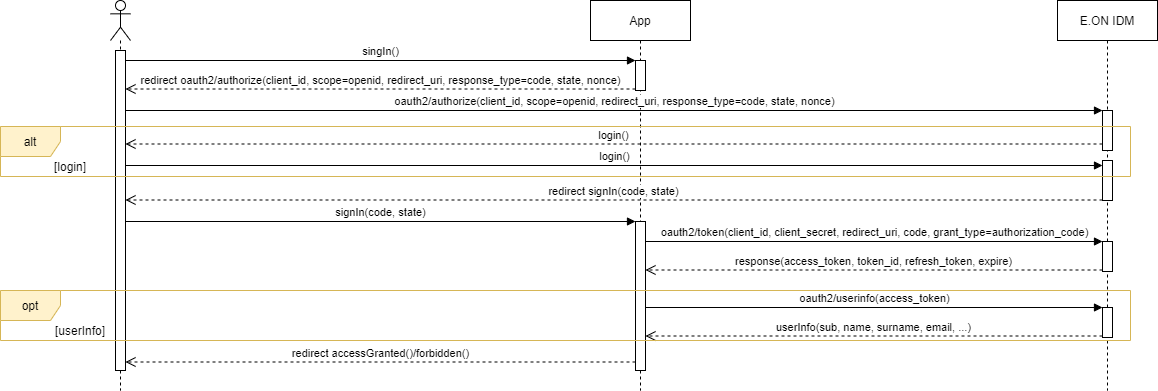 App
E.ON IDM
singIn()
redirect oauth2/authorize(client_id, scope=openid, redirect_uri, response_type=code, state, nonce)
oauth2/authorize(client_id, scope=openid, redirect_uri, response_type=code, state, nonce)
alt
login()
[login]
login()
redirect signIn(code, state)
signIn(code, state)
oauth2/token(client_id, client_secret, redirect_uri, code, grant_type=authorization_code)
response(access_token, token_id, refresh_token, expire)
opt
oauth2/userinfo(access_token)
[userInfo]
userInfo(sub, name, surname, email, ...)
redirect accessGranted()/forbidden()